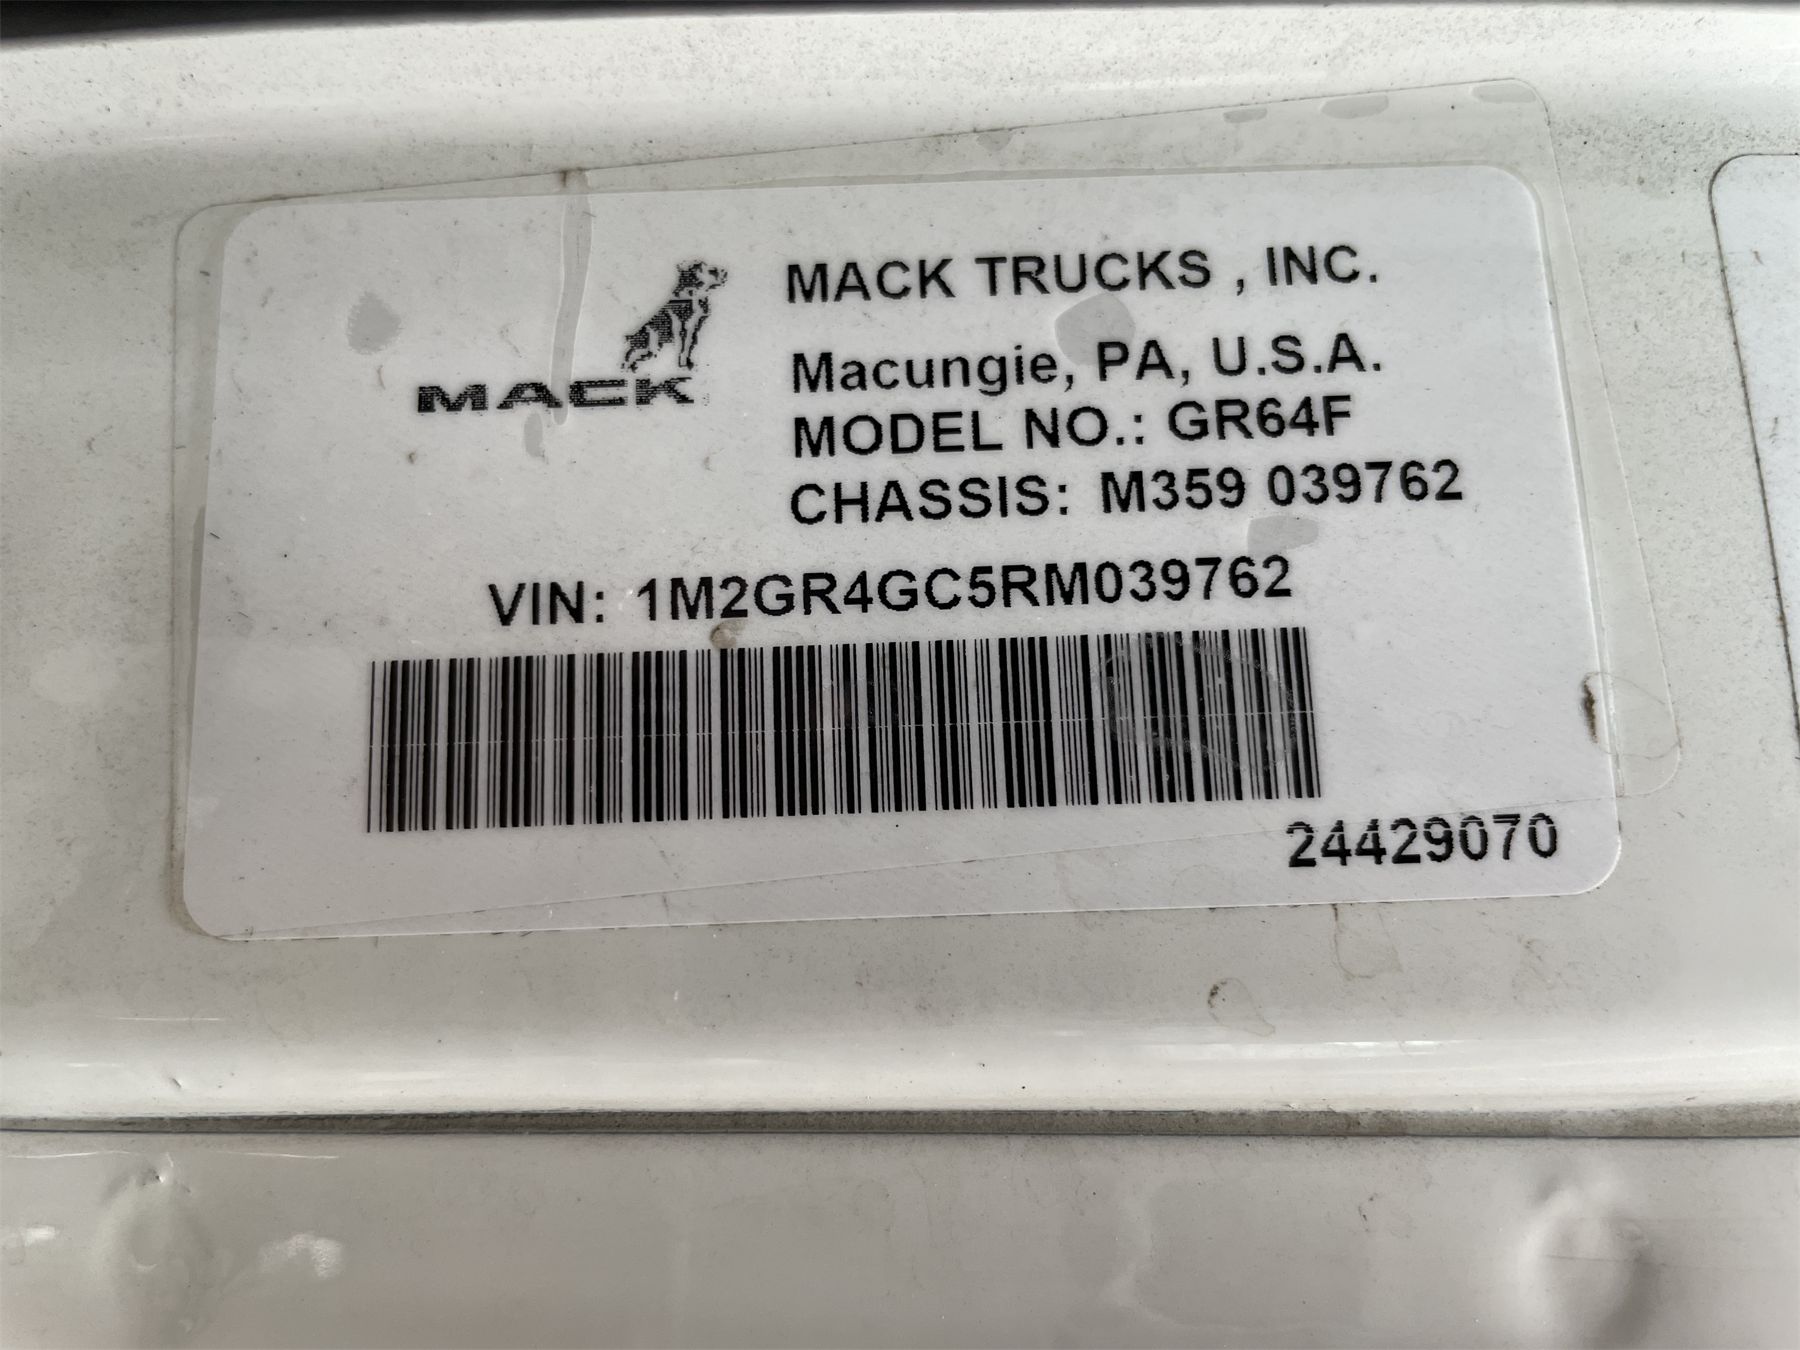 MACK
MACK TRUCKS , INC.
Macungie, PA, U.S.A.
MODEL NO.: GR64F
CHASSIS: M359 039762
VIN: 1M2GR4GC5RM039762
24429070